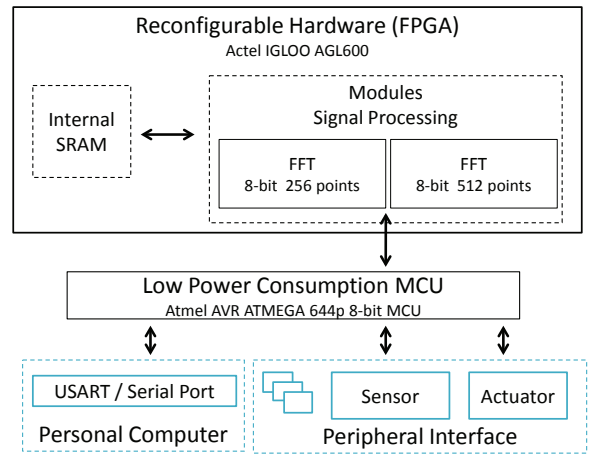 Reconfigurable Hardware (FPGA)
Actel IGLOO AGL600
Internal
SRAM
Modules
Signal Processing
FFT
8-bit 256 points
FFT
8-bit 512 points
Low Power Consumption MCU
Atmel AVR ATMEGA 644p 8-bit MCU
USART / Serial Port
Personal Computer
Sensor
Actuator
Peripheral Interface